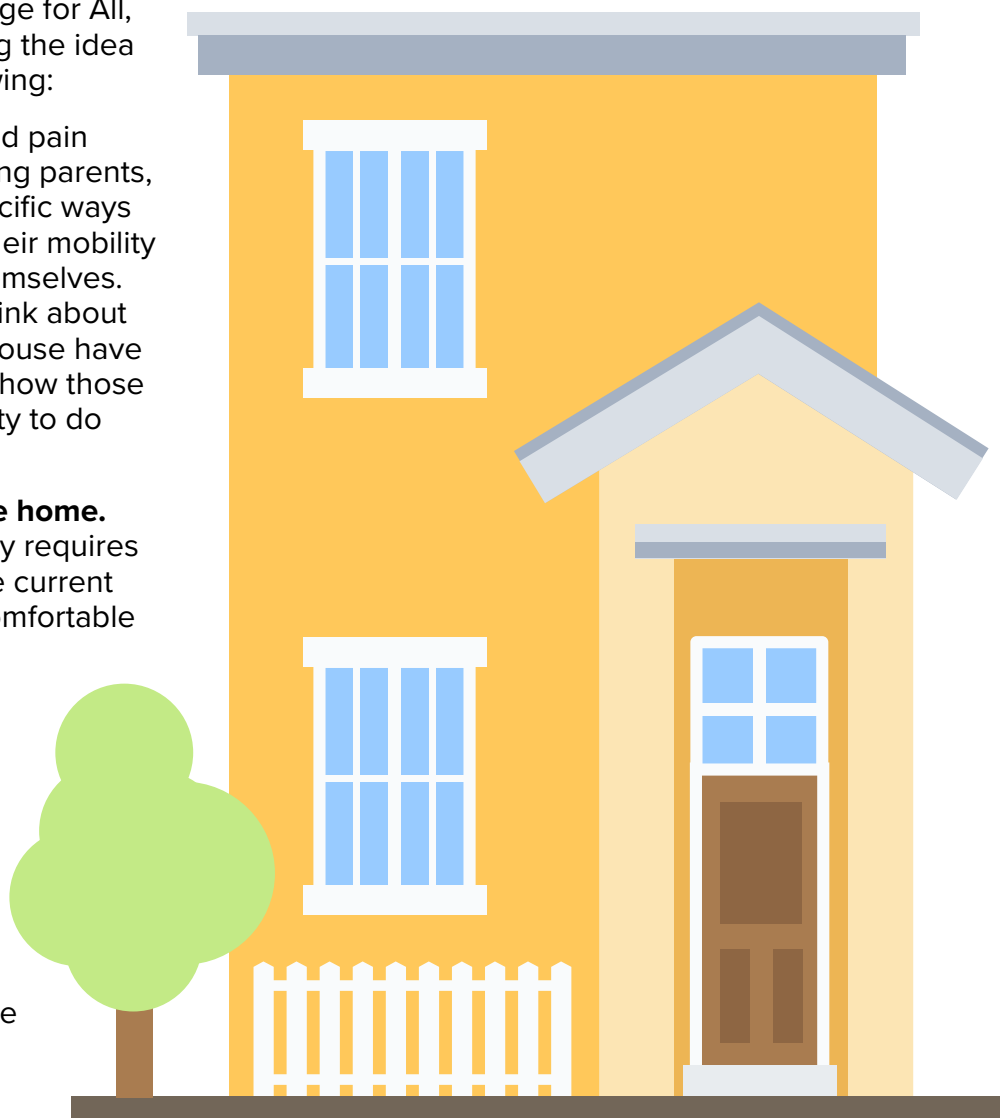 ge for All,
g the idea
ving:
d pain
ng parents,
cific ways
eir mobility
mselves.
ink about
ouse have
how those
ty to do
e home.
y requires
e current
omfortable
e